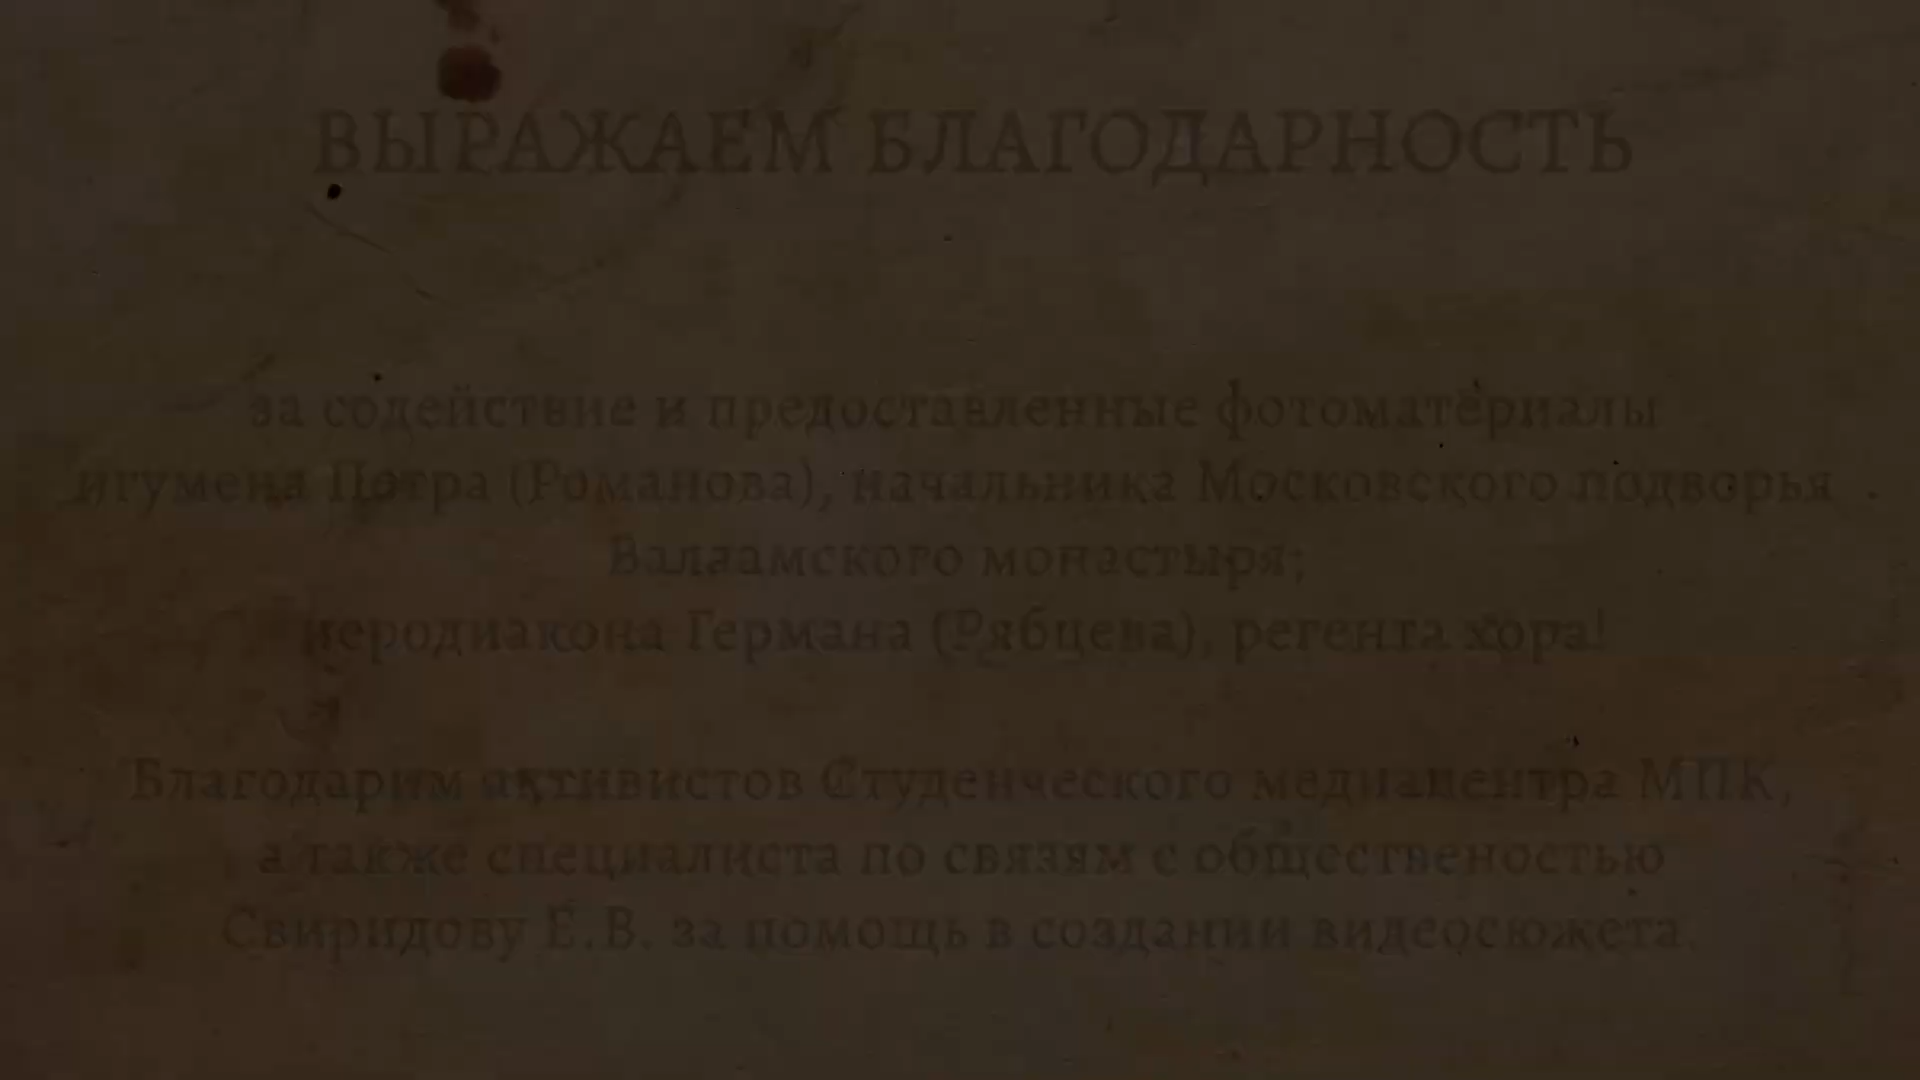 ВЫРАЖАЕМ БЛАГОДАРНОСТЬ
за содействие и предоставленные фотоматериалы
игумена Петра (Романова), начальника Московского подворья
Валаамского монастыря;
иеродиакона Германа (Рябцева), регента хора!
Благодарим активистов Студенческого медиацентра МПК,
а также специалиста по связям с общественостью
Свиридову Е.В. за помощь в создании видеосюжета.